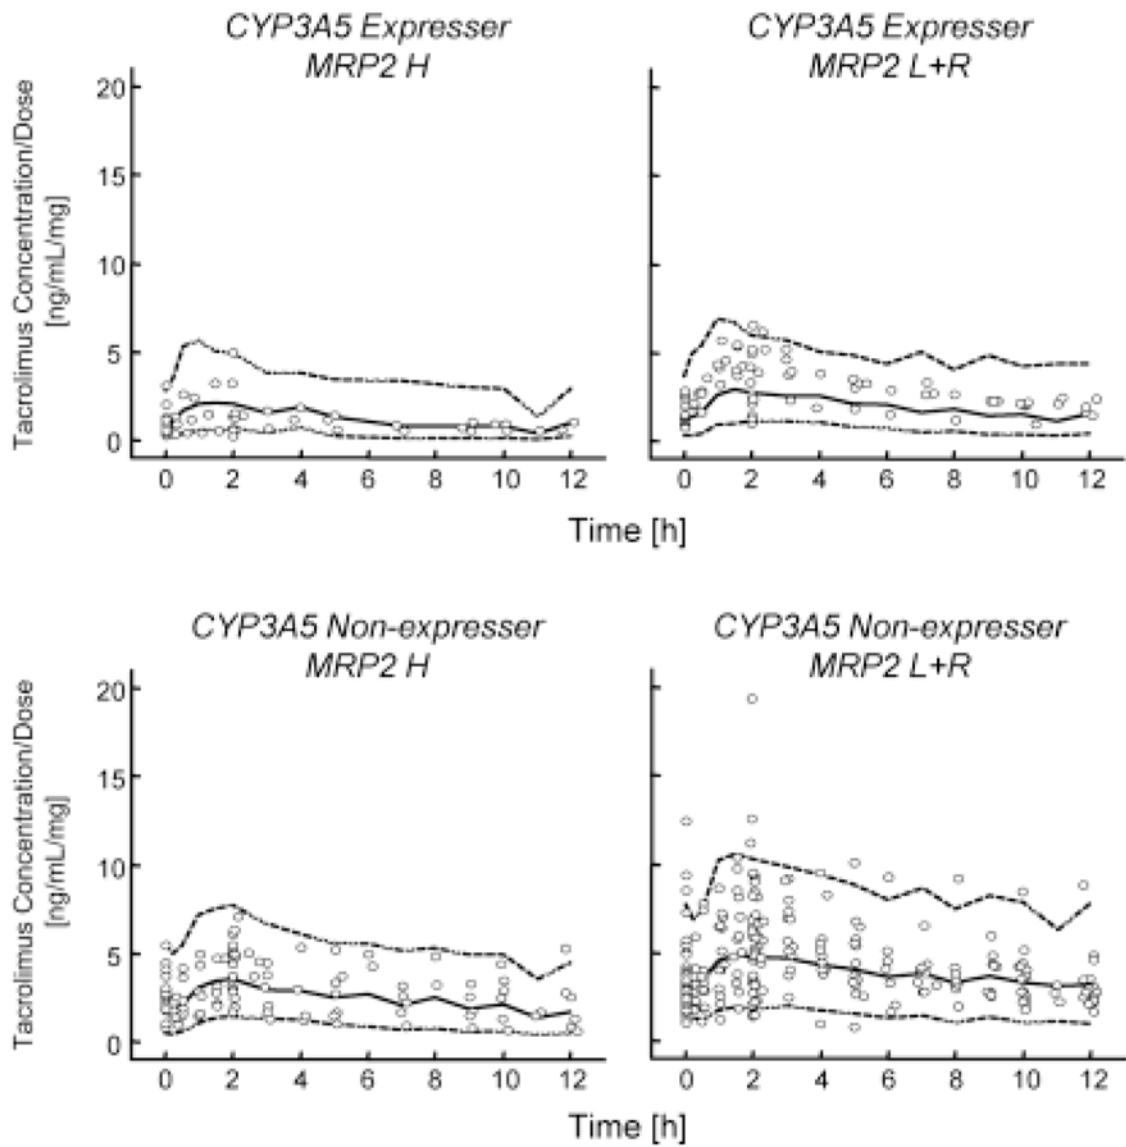 CYP3A5 Expresser
MRP2 H
CYP3A5 Expresser
MRP2 L+R
Tacrolimus Concentration/Dose
[ng/mL/mg]
20
15
10
5
0
0 2 4 6 8 10 12
0 2 4 6 8 10 12
Time [h]
CYP3A5 Non-expresser
MRP2 H
CYP3A5 Non-expresser
MRP2 L+R
Tacrolimus Concentration/Dose
[ng/mL/mg]
20
15
10
5
0
0 2 4 6 8 10 12
0 2 4 6 8 10 12
Time [h]